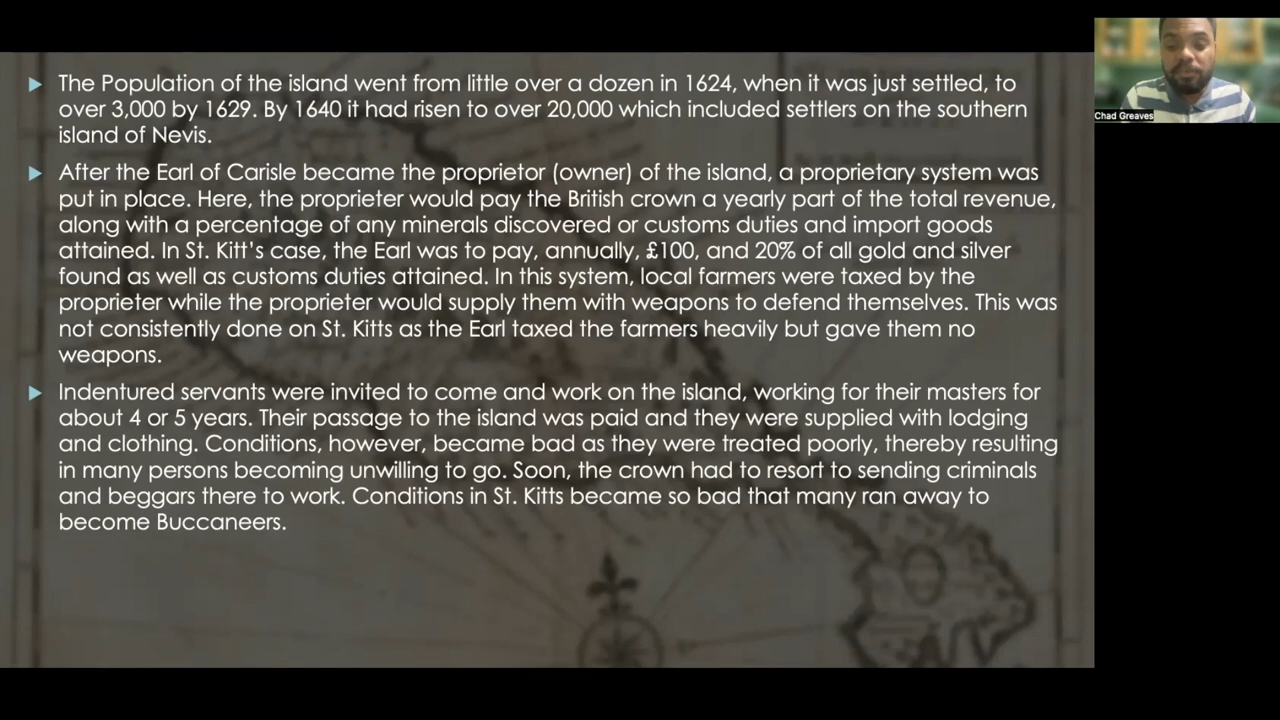 The Population of the island went from little over a dozen in 1624, when it was just settled, to
over 3,000 by 1629. By 1640 it had risen to over 20,000 which included settlers on the southern
island of Nevis.
After the Earl of Carisle became the proprietor (owner) of the island, a proprietary system was
put in place. Here, the proprieter would pay the British crown a yearly part of the total revenue,
along with a percentage of any minerals discovered or customs duties and import goods
attained. In St. Kitt's case, the Earl was to pay, annually, £100, and 20% of all gold and silver
found as well as customs duties attained. In this system, local farmers were taxed by the
proprieter while the proprieter would supply them with weapons to defend themselves. This was
not consistently done on St. Kitts as the Earl taxed the farmers heavily but gave them no
weapons.
Indentured servants were invited to come and work on the island, working for their masters for
about 4 or 5 years. Their passage to the island was paid and they were supplied with lodging
and clothing. Conditions, however, became bad as they were treated poorly, thereby resulting
in many persons becoming unwilling to go. Soon, the crown had to resort to sending criminals
and beggars there to work. Conditions in St. Kitts became so bad that many ran away to
become Buccaneers.
Chad Greaves